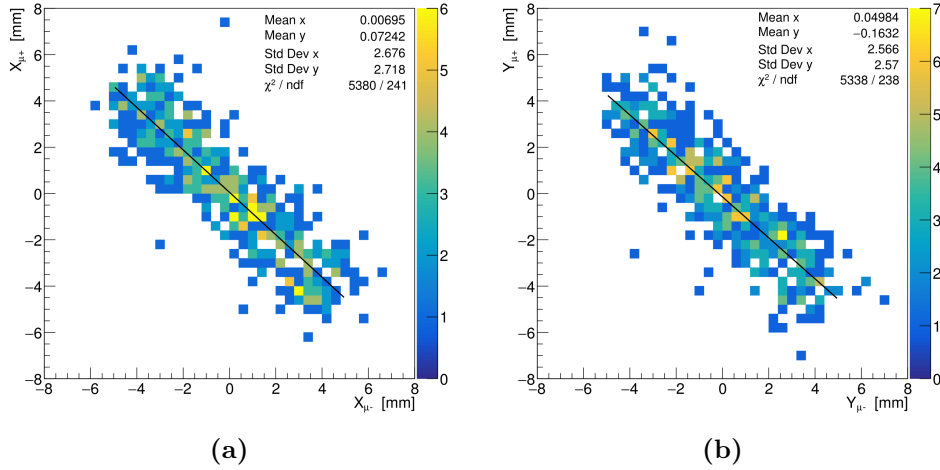 Mean x 0.00695
Mean y 0.07242
Std Dev x 2.676
Std Dev y 2.718
χ² / ndf 5380 / 241
X_μ+ [mm]
8
6
4
2
0
−2
−4
−6
−8
−8 −6 −4 −2 0 2 4 6 8
X_μ- [mm]
6
5
4
3
2
1
0
(a)
Mean x 0.04984
Mean y −0.1632
Std Dev x 2.566
Std Dev y 2.57
χ² / ndf 5338 / 238
Y_μ+ [mm]
8
6
4
2
0
−2
−4
−6
−8
−8 −6 −4 −2 0 2 4 6 8
Y_μ- [mm]
7
6
5
4
3
2
1
0
(b)